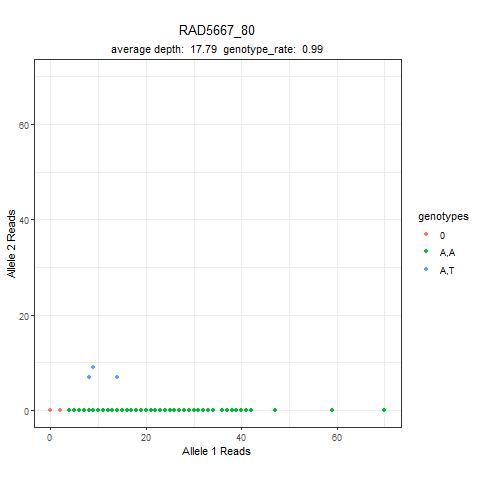 RAD5667_80
average depth:  17.79  genotype_rate:  0.99
60
40
20
0
Allele 2 Reads
0
20
40
60
Allele 1 Reads
genotypes
0
A,A
A,T